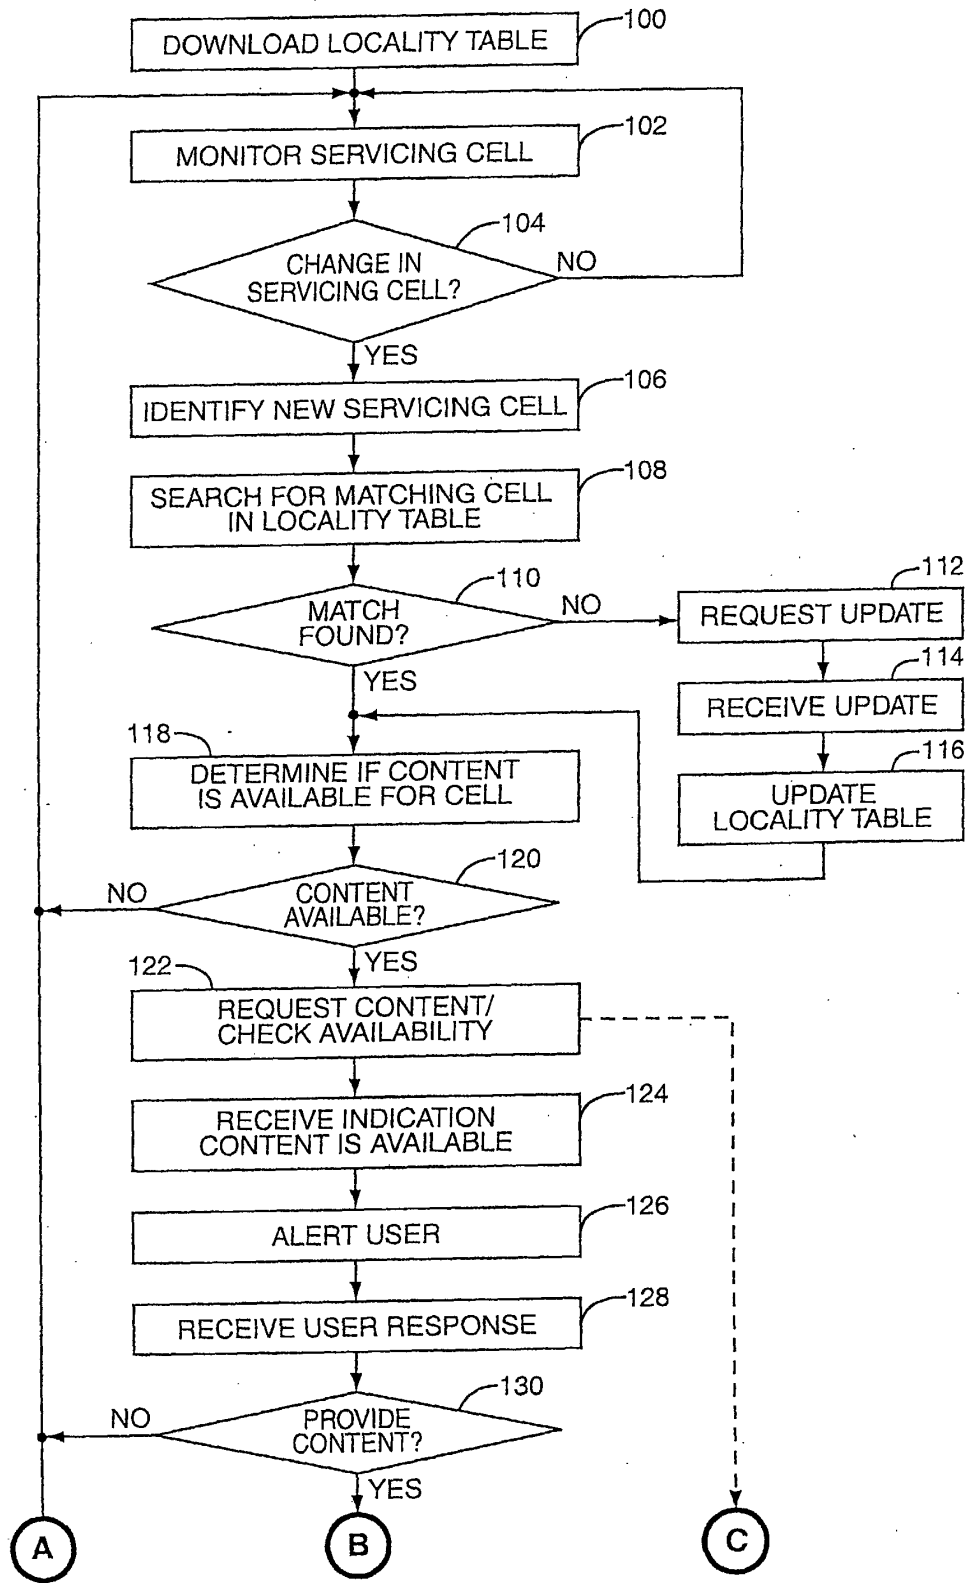 100
DOWNLOAD LOCALITY TABLE
102
MONITOR SERVICING CELL
104
CHANGE IN
SERVICING CELL?
NO
YES
106
IDENTIFY NEW SERVICING CELL
108
SEARCH FOR MATCHING CELL
IN LOCALITY TABLE
110
MATCH
FOUND?
NO
YES
112
REQUEST UPDATE
114
RECEIVE UPDATE
116
UPDATE
LOCALITY TABLE
118
DETERMINE IF CONTENT
IS AVAILABLE FOR CELL
120
CONTENT
AVAILABLE?
NO
YES
122
REQUEST CONTENT/
CHECK AVAILABILITY
124
RECEIVE INDICATION
CONTENT IS AVAILABLE
126
ALERT USER
128
RECEIVE USER RESPONSE
130
PROVIDE
CONTENT?
NO
YES
A
B
C